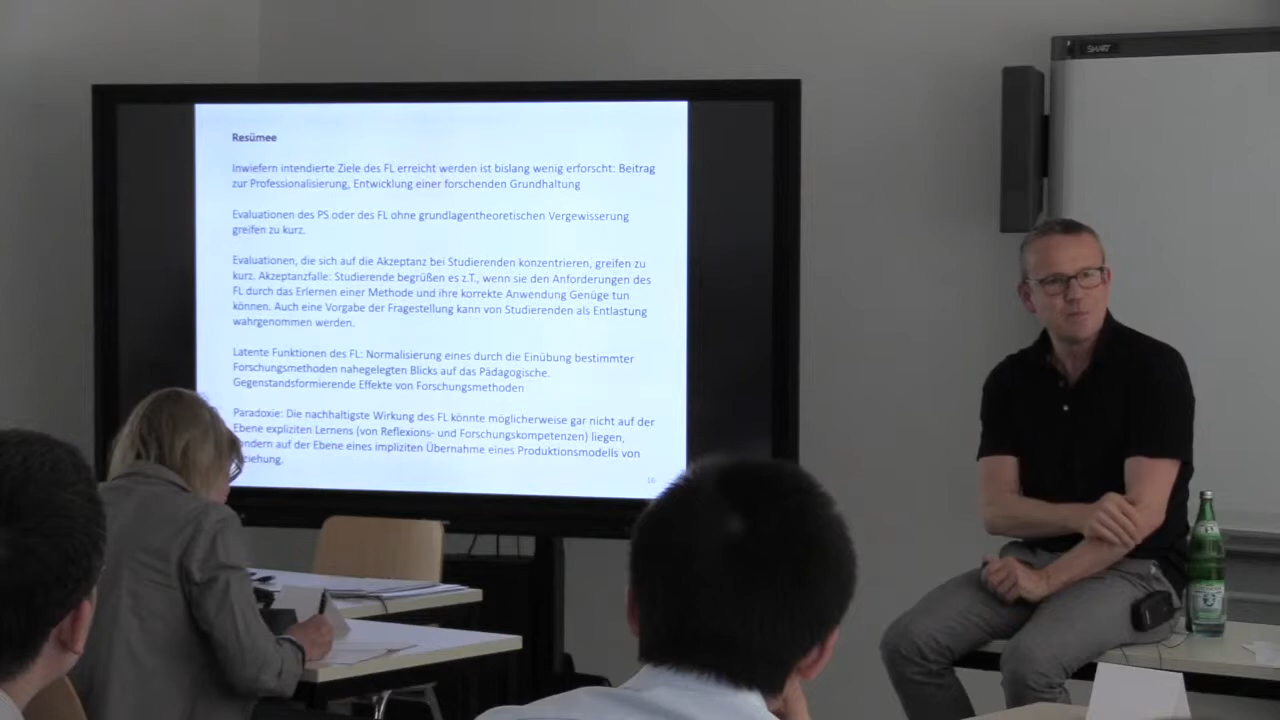 SMART
Resümee
Inwiefern intendierte Ziele des FL erreicht werden ist bislang wenig erforscht: Beitrag
zur Professionalisierung, Entwicklung einer forschenden Grundhaltung
Evaluationen des PS oder des FL ohne grundlagentheoretischen Vergewisserung
greifen zu kurz.
Evaluationen, die sich auf die Akzeptanz bei Studierenden konzentrieren, greifen zu
kurz. Akzeptanzfalle: Studierende begrüßen es z.T., wenn sie den Anforderungen des
FL durch das Erlernen einer Methode und ihre korrekte Anwendung Genüge tun
können. Auch eine Vorgabe der Fragestellung kann von Studierenden als Entlastung
wahrgenommen werden.
Latente Funktionen des FL: Normalisierung eines durch die Einübung bestimmter
Forschungsmethoden nahegelegten Blicks auf das Pädagogische.
Gegenstandsformierende Effekte von Forschungsmethoden
Paradoxie: Die nachhaltigste Wirkung des FL könnte möglicherweise gar nicht auf der
Ebene expliziten Lernens (von Reflexions- und Forschungskompetenzen) liegen,
ondern auf der Ebene eines impliziten Übernahme eines Produktionsmodells von
ziehung.